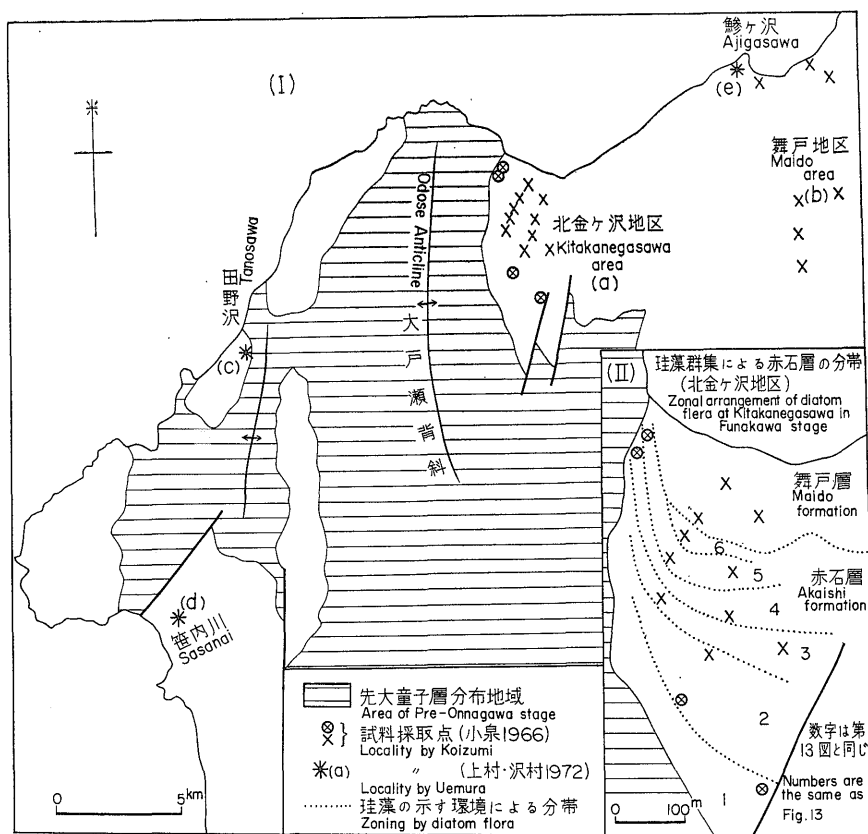 鰺ヶ沢
Ajigasawa
(e)
(I)
舞戸地区
Maido
area
(b)
Odose Anticline
大戸瀬背斜
北金ヶ沢地区
Kitakanegasawa
area
(a)
田野沢
Tanosawa
(c)
(d)
笹内川
Sasanai
(II)
珪藻群集による赤石層の分帯
(北金ヶ沢地区)
Zonal arrangement of diatom
flera at Kitakanegasawa in
Funakawa stage
舞戸層
Maido
formation
赤石層
Akaishi
formation
6
5
4
3
2
1
数字は第
13図と同じ
Numbers are
the same as
Fig.13
0 100m
先大童子層分布地域
Area of Pre-Onnagawa stage
試料採取点(小泉1966)
Locality by Koizumi
(a) 〃 (上村・沢村1972)
Locality by Uemura
珪藻の示す環境による分帯
Zoning by diatom flora
0 5km